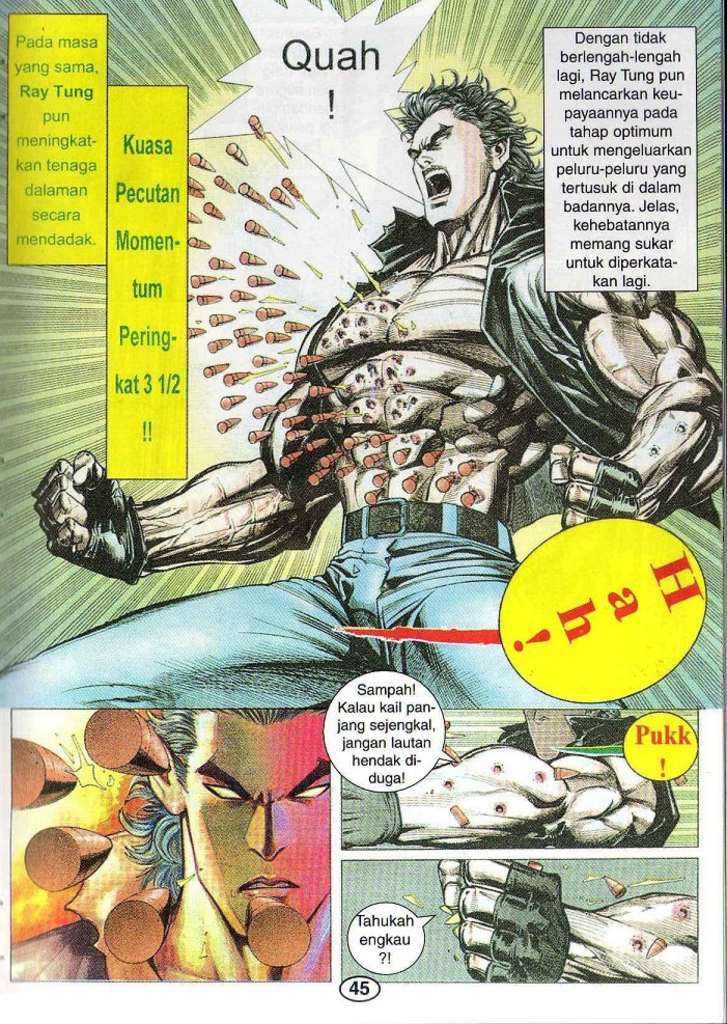 Pada masa
yang sama,
Ray Tung
pun
meningkat-
kan tenaga
dalaman
secara
mendadak.
Kuasa
Pecutan
Momen-
tum
Pering-
kat 3 1/2
!!
Quah
!
Dengan tidak
berlengah-lengah
lagi, Ray Tung pun
melancarkan keu-
payaannya pada
tahap optimum
untuk mengeluarkan
peluru-peluru yang
tertusuk di dalam
badannya. Jelas,
kehebatannya
memang sukar
untuk diperkata-
kan lagi.
Hah!
Sampah!
Kalau kail pan-
jang sejengkal,
jangan lautan
hendak di-
duga!
Pukk
!
Tahukah
engkau
?!
45